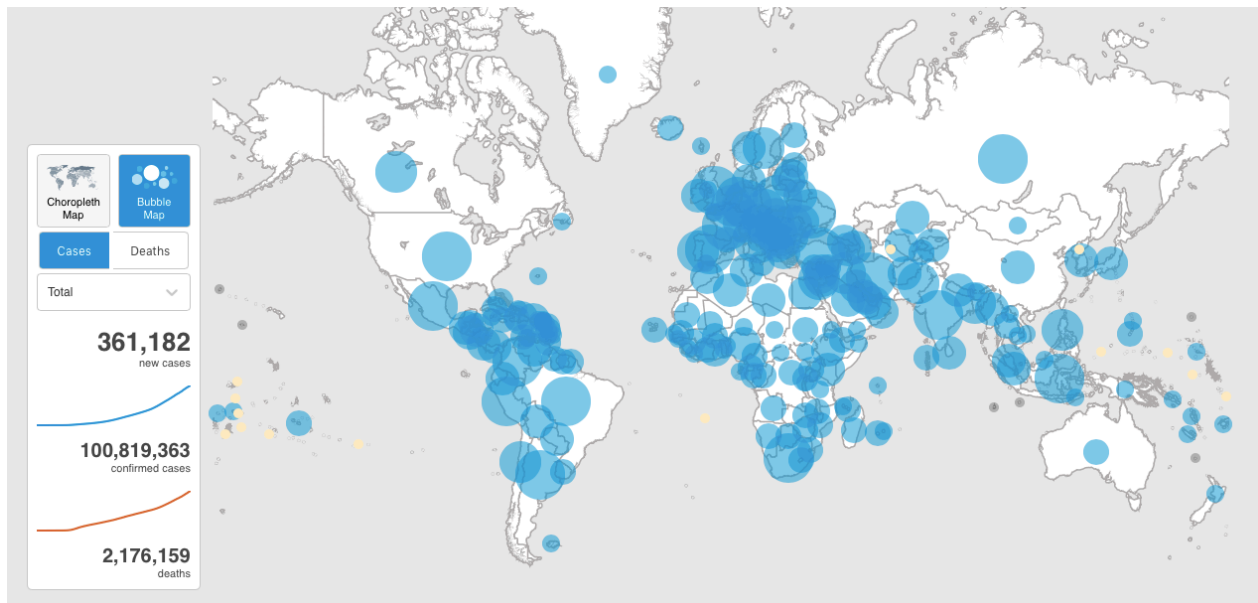 Choropleth
Map
Bubble
Map
Cases
Deaths
Total
361,182
new cases
100,819,363
confirmed cases
2,176,159
deaths